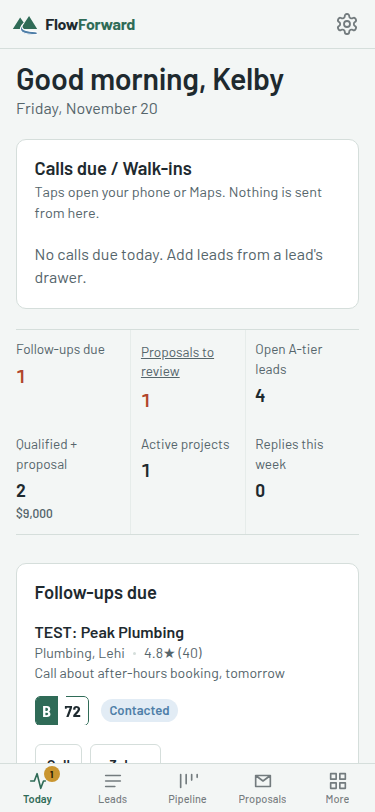 FlowForward
Good morning, Kelby
Friday, November 20
Calls due / Walk-ins
Taps open your phone or Maps. Nothing is sent
from here.
No calls due today. Add leads from a lead's
drawer.
Follow-ups due
1
Proposals to
review
1
Open A-tier
leads
4
Qualified +
proposal
2
$9,000
Active projects
1
Replies this
week
0
Follow-ups due
TEST: Peak Plumbing
Plumbing, Lehi · 4.8★ (40)
Call about after-hours booking, tomorrow
B 72 Contacted
1
Today Leads Pipeline Proposals More